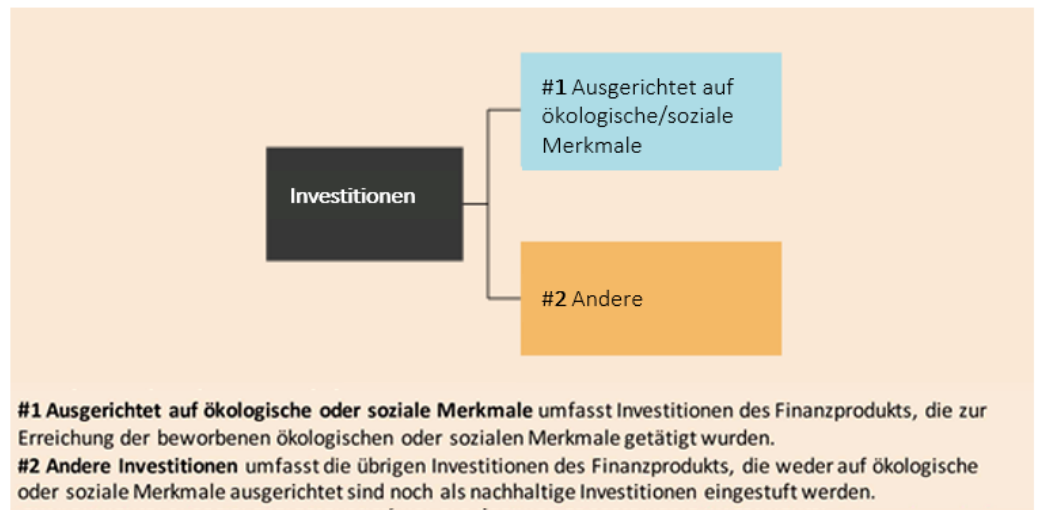 #1 Ausgerichtet auf
ökologische/soziale
Merkmale
Investitionen
#2 Andere
#1 Ausgerichtet auf ökologische oder soziale Merkmale umfasst Investitionen des Finanzprodukts, die zur
Erreichung der beworbenen ökologischen oder sozialen Merkmale getätigt wurden.
#2 Andere Investitionen umfasst die übrigen Investitionen des Finanzprodukts, die weder auf ökologische
oder soziale Merkmale ausgerichtet sind noch als nachhaltige Investitionen eingestuft werden.